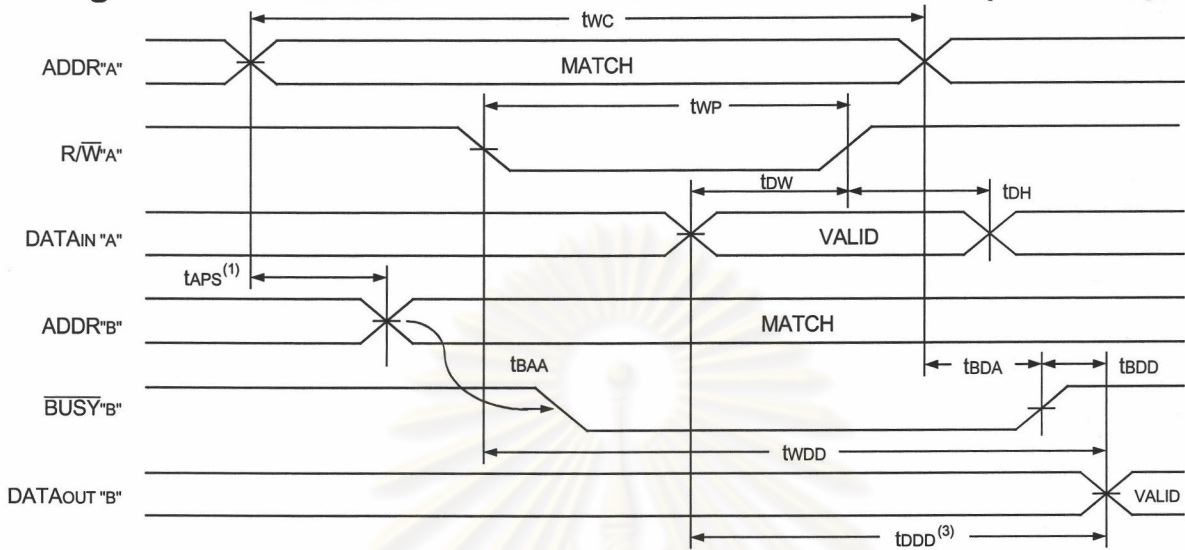 tWC
ADDR"A"
MATCH
tWP
R/W̅"A"
tDW
tDH
DATAIN "A"
VALID
tAPS(1)
ADDR"B"
MATCH
tBAA
tBDA
tBDD
B̅U̅S̅Y̅"B"
tWDD
DATAOUT "B"
VALID
tDDD(3)